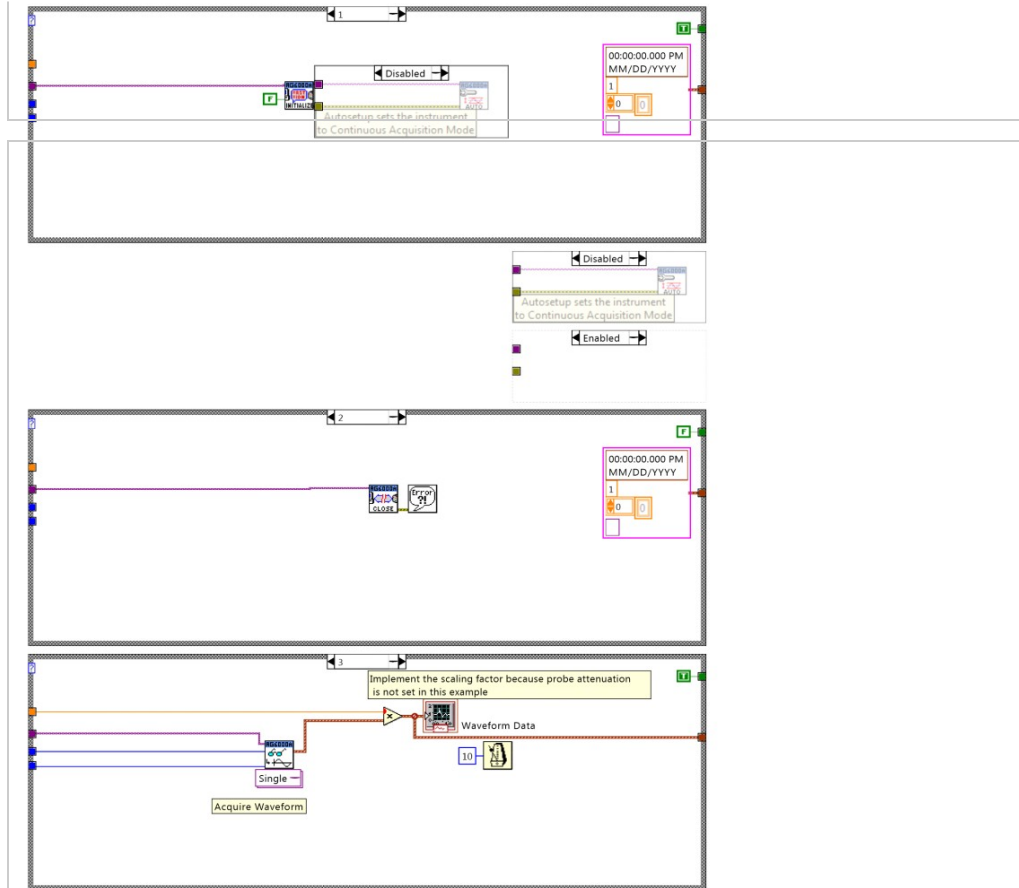 1
?
T
00:00:00.000 PM
MM/DD/YYYY
1
0
0
Disabled
F
INITIALIZE
AUTO
Autosetup sets the instrument
to Continuous Acquisition Mode
Disabled
AUTO
Autosetup sets the instrument
to Continuous Acquisition Mode
Enabled
2
?
F
00:00:00.000 PM
MM/DD/YYYY
1
0
0
CLOSE
Error
?!
3
?
T
Implement the scaling factor because probe attenuation
is not set in this example
x
Waveform Data
10
Single
Acquire Waveform